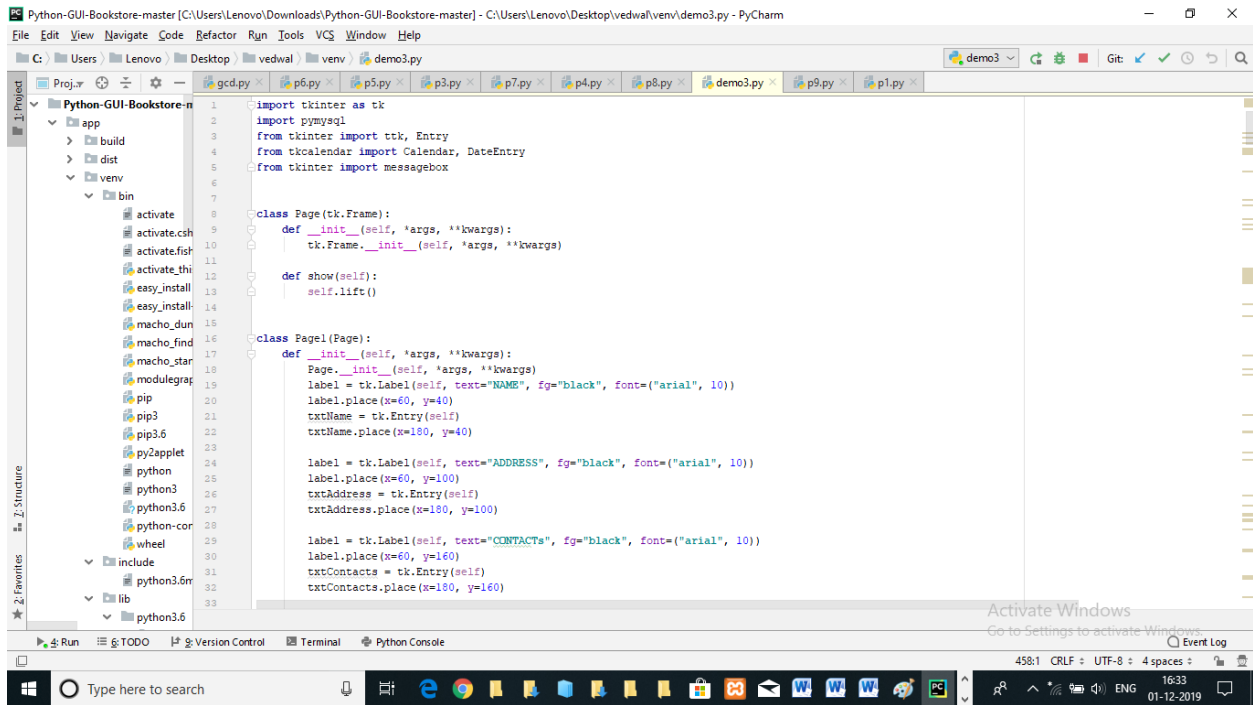 Python-GUI-Bookstore-master [C:\Users\Lenovo\Downloads\Python-GUI-Bookstore-master] - C:\Users\Lenovo\Desktop\vedwal\venv\demo3.py - PyCharm
File Edit View Navigate Code Refactor Run Tools VCS Window Help
C: Users Lenovo Desktop vedwal venv demo3.py
demo3
Git:
1: Project
Proj..
gcd.py p6.py p5.py p3.py p7.py p4.py p8.py demo3.py p9.py p1.py
Python-GUI-Bookstore-n
app
build
dist
venv
bin
activate
activate.csh
activate.fish
activate_thi
easy_install
easy_install-
macho_dun
macho_find
macho_star
modulegrap
pip
pip3
pip3.6
py2applet
python
python3
python3.6
python-cor
wheel
include
python3.6m
lib
python3.6
7: Structure
2: Favorites
1 import tkinter as tk
2 import pymysql
3 from tkinter import ttk, Entry
4 from tkcalendar import Calendar, DateEntry
5 from tkinter import messagebox
6
7
8 class Page(tk.Frame):
9 def __init__(self, *args, **kwargs):
10 tk.Frame.__init__(self, *args, **kwargs)
11
12 def show(self):
13 self.lift()
14
15
16 class Page1(Page):
17 def __init__(self, *args, **kwargs):
18 Page.__init__(self, *args, **kwargs)
19 label = tk.Label(self, text="NAME", fg="black", font=("arial", 10))
20 label.place(x=60, y=40)
21 txtName = tk.Entry(self)
22 txtName.place(x=180, y=40)
23
24 label = tk.Label(self, text="ADDRESS", fg="black", font=("arial", 10))
25 label.place(x=60, y=100)
26 txtAddress = tk.Entry(self)
27 txtAddress.place(x=180, y=100)
28
29 label = tk.Label(self, text="CONTACTs", fg="black", font=("arial", 10))
30 label.place(x=60, y=160)
31 txtContacts = tk.Entry(self)
32 txtContacts.place(x=180, y=160)
33
Activate Windows
Go to Settings to activate Windows.
4: Run 6: TODO 9: Version Control Terminal Python Console Event Log
458:1 CRLF UTF-8 4 spaces
Type here to search
ENG
16:33
01-12-2019